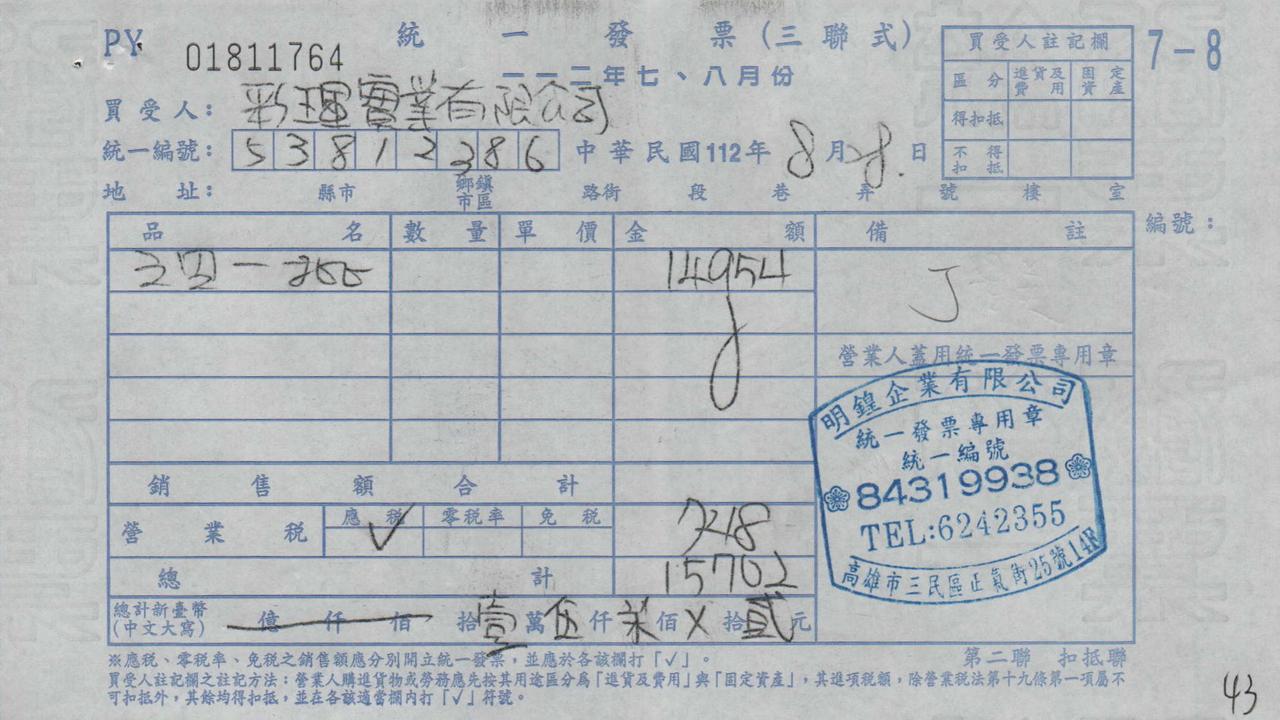 PY 01811764
統一發票(三聯式)
一一二年七、八月份
7-8
買受人註記欄
區分 進貨及費用 固定資產
得扣抵
不得扣抵
買受人: 彩璭實業有限公司
統一編號: 53812386 中華民國112年8月28日
地址: 縣市 鄉鎮市區 路街 段 巷 弄 號 樓 室
編號:
品名 數量 單價 金額 備註
14954 J
營業人蓋用統一發票專用章
銷售額合計
營業稅 應稅 ✓ 零稅率 免稅 748
總計 15702
總計新臺幣(中文大寫) 億仟佰拾壹萬伍仟柒佰X拾貳元
明鍠企業有限公司
統一發票專用章
統一編號
84319938
TEL:6242355
高雄市三民區正氣街25號14F
※應稅、零稅率、免稅之銷售額應分別開立統一發票,並應於各該欄打「✓」。
第二聯 扣抵聯
買受人註記欄之註記方法:營業人購進貨物或勞務應先按其用途區分為「進貨及費用」與「固定資產」,其進項稅額,除營業稅法第十九條第一項屬不
可扣抵外,其餘均得扣抵,並在各該適當欄內打「✓」符號。
43